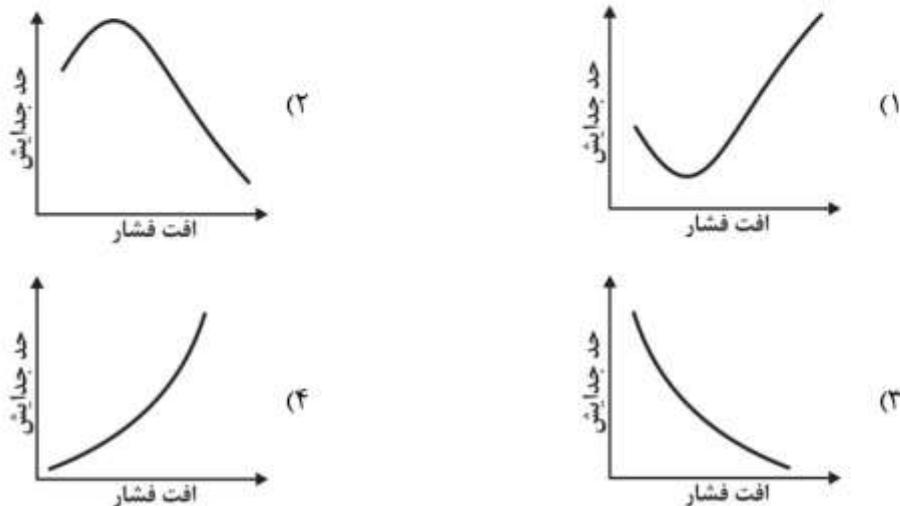 حد جدایش
۱)
افت فشار
حد جدایش
۲)
افت فشار
حد جدایش
۳)
افت فشار
حد جدایش
۴)
افت فشار